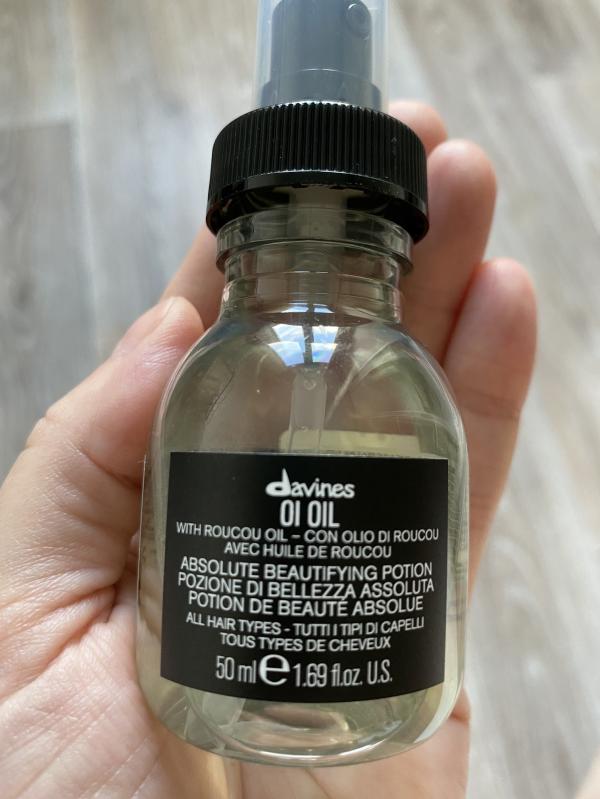 davines
OI OIL
WITH ROUCOU OIL – CON OLIO DI ROUCOU
AVEC HUILE DE ROUCOU
ABSOLUTE BEAUTIFYING POTION
POZIONE DI BELLEZZA ASSOLUTA
POTION DE BEAUTÉ ABSOLUE
ALL HAIR TYPES - TUTTI I TIPI DI CAPELLI
TOUS TYPES DE CHEVEUX
50 ml ℮ 1.69 fl.oz. U.S.